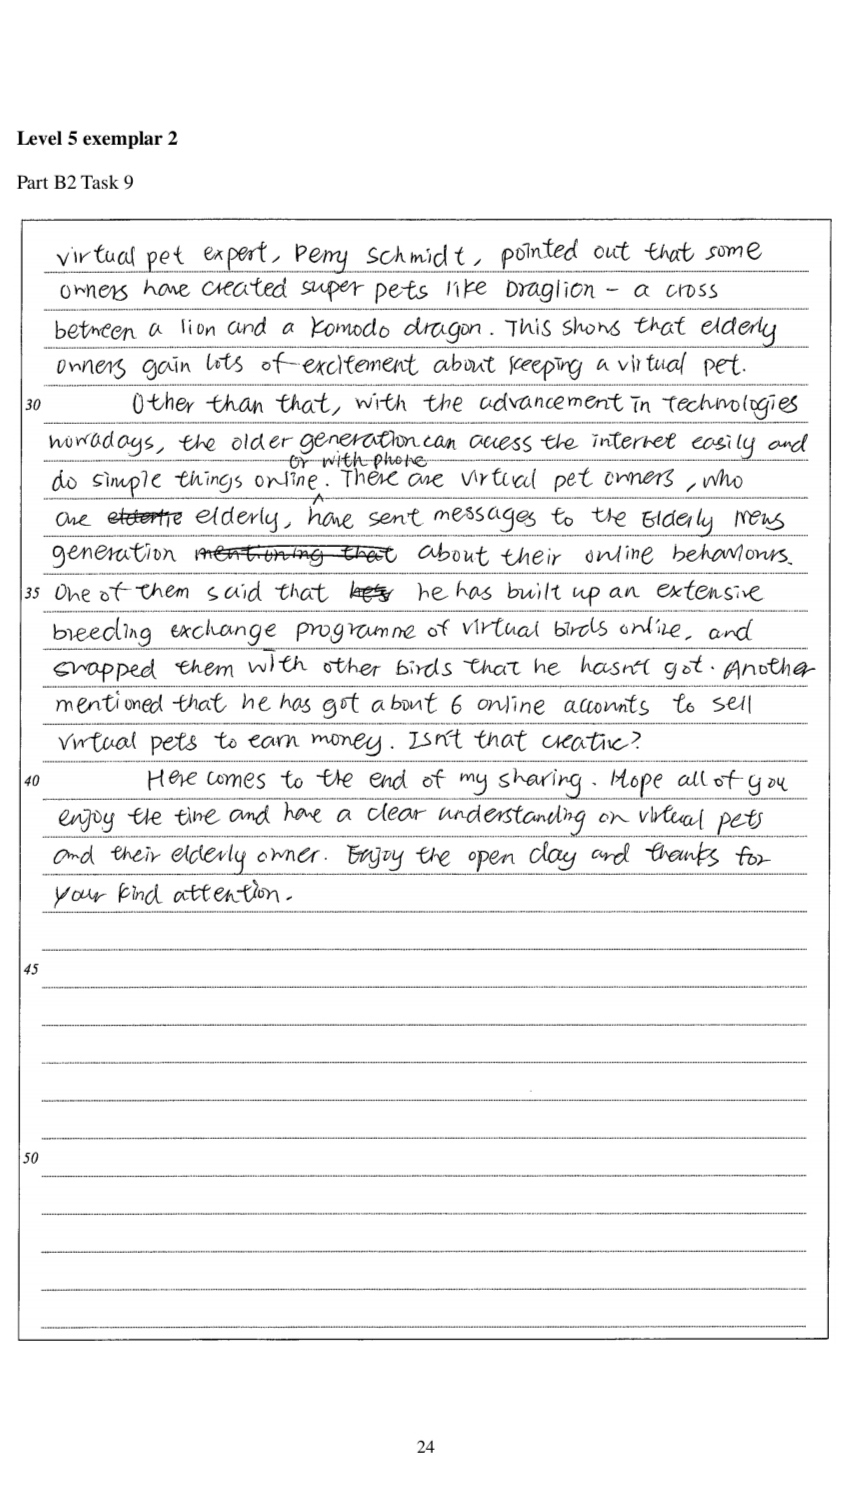 Level 5 exemplar 2
Part B2 Task 9
virtual pet expert, Perry Schmidt, pointed out that some
owners have created super pets like Draglion - a cross
between a lion and a Komodo dragon. This shows that elderly
owners gain lots of excitement about keeping a virtual pet.
30 Other than that, with the advancement in technologies
nowadays, the older generation can access the internet easily and
or with phone
do simple things online. There are virtual pet owners, who
are elderly, have sent messages to the Elderly News
generation mentioning that about their online behaviours.
35 One of them said that he has built up an extensive
breeding exchange programme of virtual birds online, and
swapped them with other birds that he hasn't got. Another
mentioned that he has got about 6 online accounts to sell
virtual pets to earn money. Isn't that creative?
40 Here comes to the end of my sharing. Hope all of you
enjoy the time and have a clear understanding on virtual pets
and their elderly owner. Enjoy the open day and thanks for
your kind attention.
45
50
24